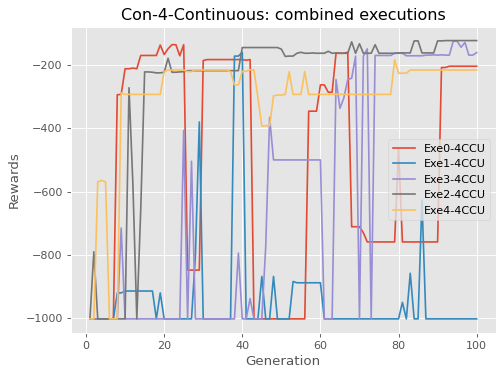 Con-4-Continuous: combined executions
Rewards
−200
−400
−600
−800
−1000
Exe0-4CCU
Exe1-4CCU
Exe3-4CCU
Exe2-4CCU
Exe4-4CCU
0 20 40 60 80 100
Generation